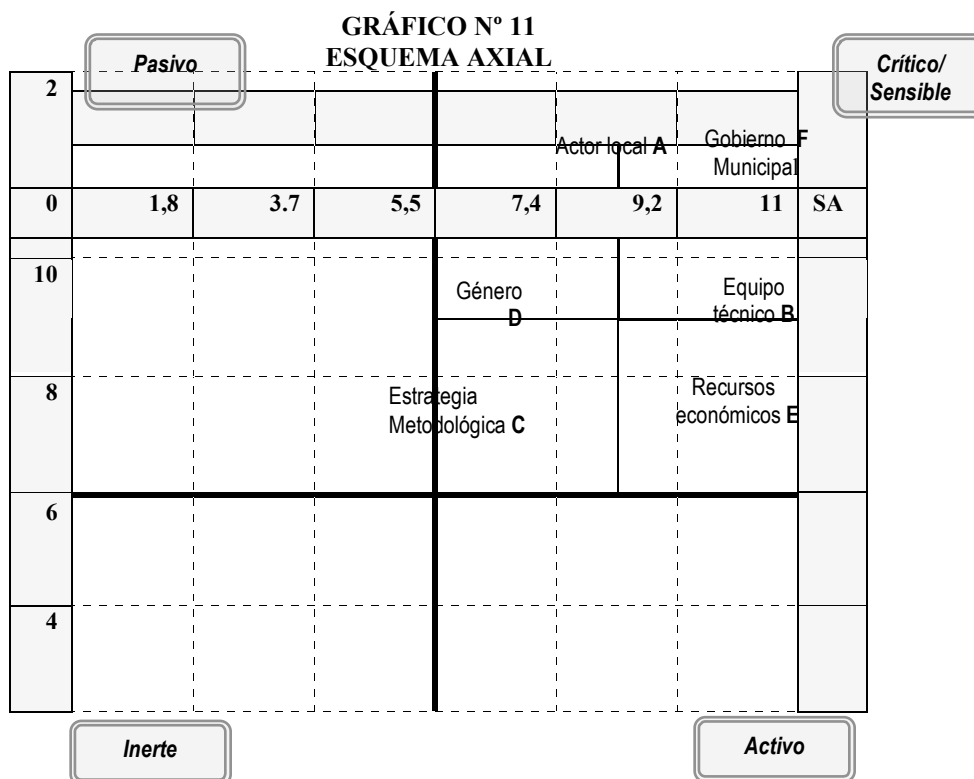 GRÁFICO Nº 11
ESQUEMA AXIAL
Pasivo
Crítico/
Sensible
2
Actor local A
Gobierno F
Municipal
0 1,8 3.7 5,5 7,4 9,2 11 SA
10
Género
D
Equipo
técnico B
8
Estrategia
Metodológica C
Recursos
económicos E
6
4
Inerte
Activo